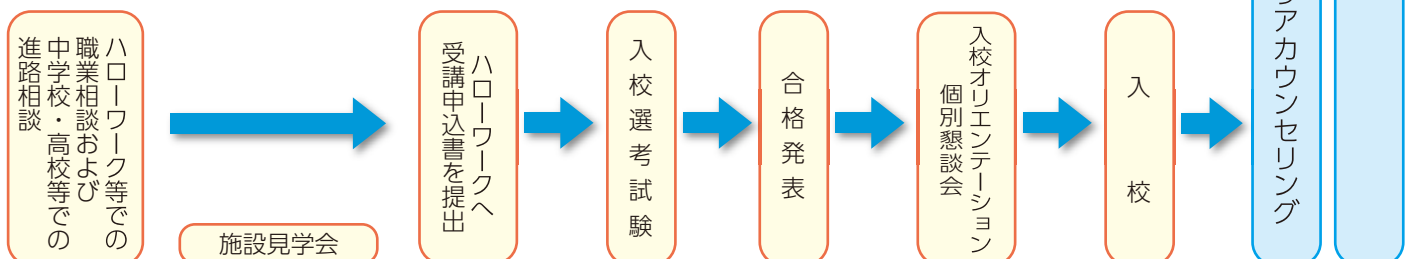 ハローワーク等での
職業相談および
中学校・高校等での
進路相談
施設見学会
ハローワークへ
受講申込書を提出
入校選考試験
合格発表
入校オリエンテーション
個別懇談会
入校
アカウンセリング